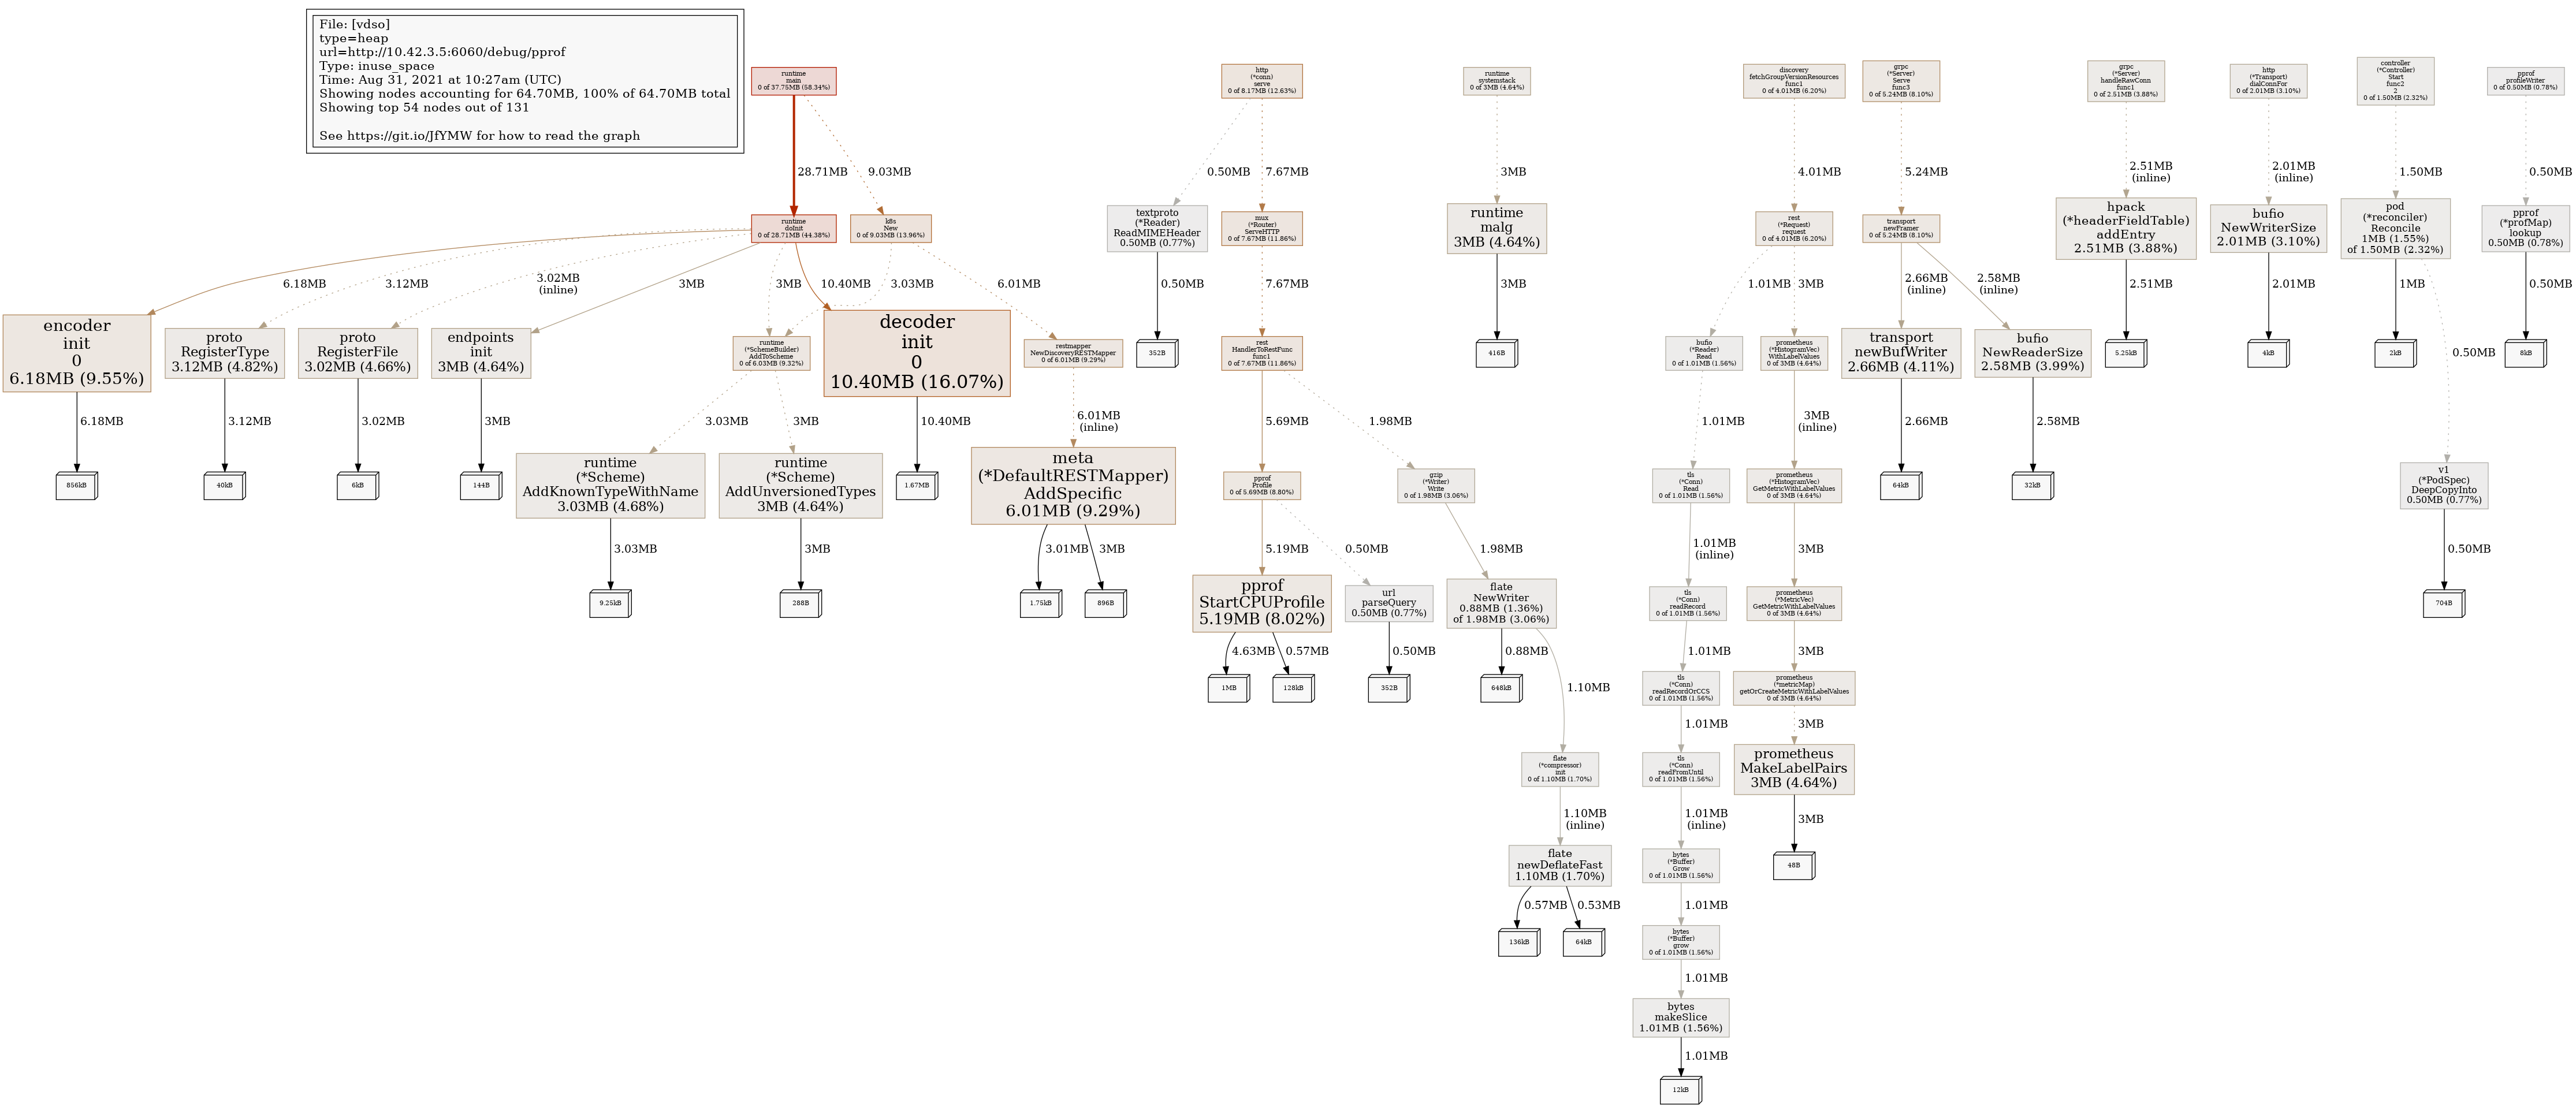 File: [vdso]
type=heap
url=http://10.42.3.5:6060/debug/pprof
Type: inuse_space
Time: Aug 31, 2021 at 10:27am (UTC)
Showing nodes accounting for 64.70MB, 100% of 64.70MB total
Showing top 54 nodes out of 131
See https://git.io/JfYMW for how to read the graph
runtime
main
0 of 37.75MB (58.34%)
http
(*conn)
serve
0 of 8.17MB (12.63%)
runtime
systemstack
0 of 3MB (4.64%)
discovery
fetchGroupVersionResources
func1
0 of 4.01MB (6.20%)
grpc
(*Server)
Serve
func3
0 of 5.24MB (8.10%)
grpc
(*Server)
handleRawConn
func1
0 of 2.51MB (3.88%)
http
(*Transport)
dialConnFor
0 of 2.01MB (3.10%)
controller
(*Controller)
Start
func2
2
0 of 1.50MB (2.32%)
pprof
profileWriter
0 of 0.50MB (0.78%)
28.71MB
9.03MB
0.50MB
7.67MB
3MB
4.01MB
5.24MB
2.51MB
(inline)
2.01MB
(inline)
1.50MB
0.50MB
runtime
doInit
0 of 28.71MB (44.38%)
k8s
New
0 of 9.03MB (13.96%)
textproto
(*Reader)
ReadMIMEHeader
0.50MB (0.77%)
mux
(*Router)
ServeHTTP
0 of 7.67MB (11.86%)
runtime
malg
3MB (4.64%)
rest
(*Request)
request
0 of 4.01MB (6.20%)
transport
newFramer
0 of 5.24MB (8.10%)
hpack
(*headerFieldTable)
addEntry
2.51MB (3.88%)
bufio
NewWriterSize
2.01MB (3.10%)
pod
(*reconciler)
Reconcile
1MB (1.55%)
of 1.50MB (2.32%)
pprof
(*profMap)
lookup
0.50MB (0.78%)
6.18MB
3.12MB
3.02MB
(inline)
3MB
3MB
10.40MB
3.03MB
6.01MB
0.50MB
7.67MB
3MB
1.01MB
3MB
2.66MB
(inline)
2.58MB
(inline)
2.51MB
2.01MB
1MB
0.50MB
0.50MB
encoder
init
0
6.18MB (9.55%)
proto
RegisterType
3.12MB (4.82%)
proto
RegisterFile
3.02MB (4.66%)
endpoints
init
3MB (4.64%)
runtime
(*SchemeBuilder)
AddToScheme
0 of 6.03MB (9.32%)
decoder
init
0
10.40MB (16.07%)
restmapper
NewDiscoveryRESTMapper
0 of 6.01MB (9.29%)
352B
rest
HandlerToRestFunc
func1
0 of 7.67MB (11.86%)
416B
bufio
(*Reader)
Read
0 of 1.01MB (1.56%)
prometheus
(*HistogramVec)
WithLabelValues
0 of 3MB (4.64%)
transport
newBufWriter
2.66MB (4.11%)
bufio
NewReaderSize
2.58MB (3.99%)
5.25kB
4kB
2kB
8kB
6.18MB
3.12MB
3.02MB
3MB
3.03MB
3MB
10.40MB
6.01MB
(inline)
5.69MB
1.98MB
1.01MB
3MB
(inline)
2.66MB
2.58MB
856kB
40kB
6kB
144B
runtime
(*Scheme)
AddKnownTypeWithName
3.03MB (4.68%)
runtime
(*Scheme)
AddUnversionedTypes
3MB (4.64%)
1.67MB
meta
(*DefaultRESTMapper)
AddSpecific
6.01MB (9.29%)
pprof
Profile
0 of 5.69MB (8.80%)
gzip
(*Writer)
Write
0 of 1.98MB (3.06%)
tls
(*Conn)
Read
0 of 1.01MB (1.56%)
prometheus
(*HistogramVec)
GetMetricWithLabelValues
0 of 3MB (4.64%)
64kB
32kB
v1
(*PodSpec)
DeepCopyInto
0.50MB (0.77%)
3.03MB
3MB
3.01MB
3MB
5.19MB
0.50MB
1.98MB
1.01MB
(inline)
3MB
0.50MB
9.25kB
288B
1.75kB
896B
pprof
StartCPUProfile
5.19MB (8.02%)
url
parseQuery
0.50MB (0.77%)
flate
NewWriter
0.88MB (1.36%)
of 1.98MB (3.06%)
tls
(*Conn)
readRecord
0 of 1.01MB (1.56%)
prometheus
(*MetricVec)
GetMetricWithLabelValues
0 of 3MB (4.64%)
704B
4.63MB
0.57MB
0.50MB
0.88MB
1.10MB
1.01MB
3MB
1MB
128kB
352B
648kB
tls
(*Conn)
readRecordOrCCS
0 of 1.01MB (1.56%)
prometheus
(*metricMap)
getOrCreateMetricWithLabelValues
0 of 3MB (4.64%)
1.01MB
3MB
flate
(*compressor)
init
0 of 1.10MB (1.70%)
tls
(*Conn)
readFromUntil
0 of 1.01MB (1.56%)
prometheus
MakeLabelPairs
3MB (4.64%)
1.10MB
(inline)
1.01MB
(inline)
3MB
flate
newDeflateFast
1.10MB (1.70%)
bytes
(*Buffer)
Grow
0 of 1.01MB (1.56%)
48B
0.57MB
0.53MB
1.01MB
136kB
64kB
bytes
(*Buffer)
grow
0 of 1.01MB (1.56%)
1.01MB
bytes
makeSlice
1.01MB (1.56%)
1.01MB
12kB